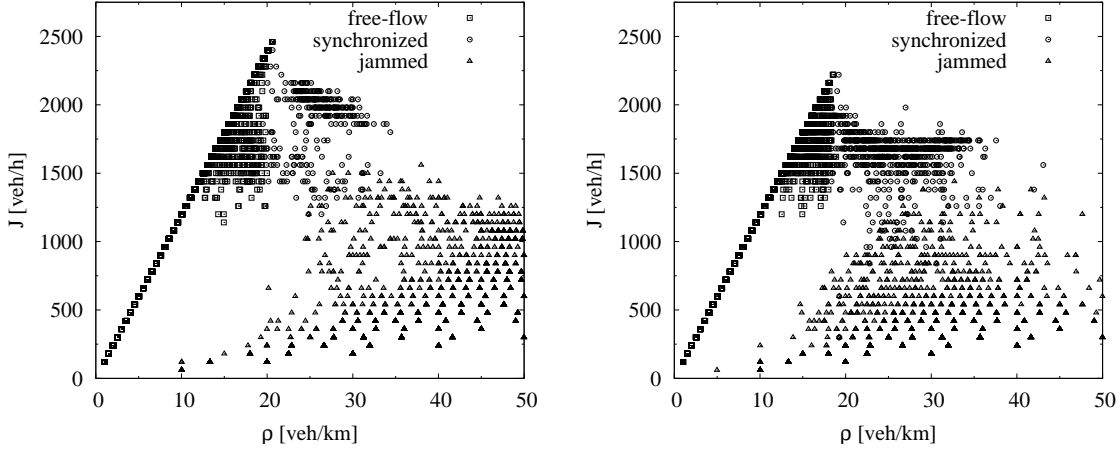 J [veh/h]
2500
2000
1500
1000
500
0
0 10 20 30 40 50
ρ [veh/km]
free-flow
synchronized
jammed
J [veh/h]
2500
2000
1500
1000
500
0
0 10 20 30 40 50
ρ [veh/km]
free-flow
synchronized
jammed